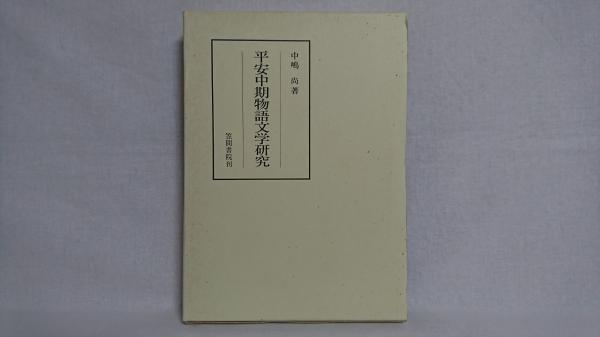 中嶋 尚著
平安中期物語文学研究
笠間書院刊